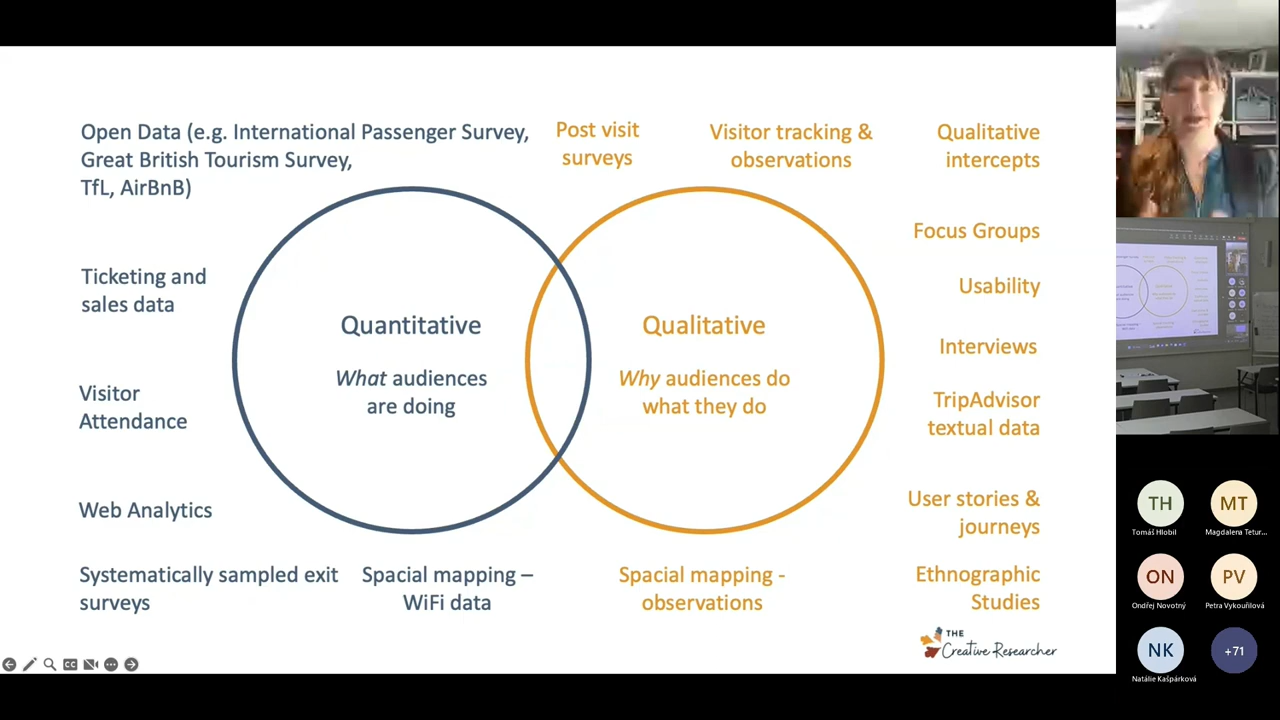 Open Data (e.g. International Passenger Survey,
Great British Tourism Survey,
TfL, AirBnB)
Post visit
surveys
Visitor tracking &
observations
Qualitative
intercepts
Focus Groups
Ticketing and
sales data
Usability
Quantitative
Qualitative
Interviews
What audiences
are doing
Why audiences do
what they do
Visitor
Attendance
TripAdvisor
textual data
Web Analytics
User stories &
journeys
Systematically sampled exit
surveys
Spacial mapping –
WiFi data
Spacial mapping -
observations
Ethnographic
Studies
THE
Creative Researcher
CC
TH
Tomáš Hlobil
MT
Magdalena Tetur...
ON
Ondřej Novotný
PV
Petra Vykouřilová
NK
Natálie Kašpárková
+71